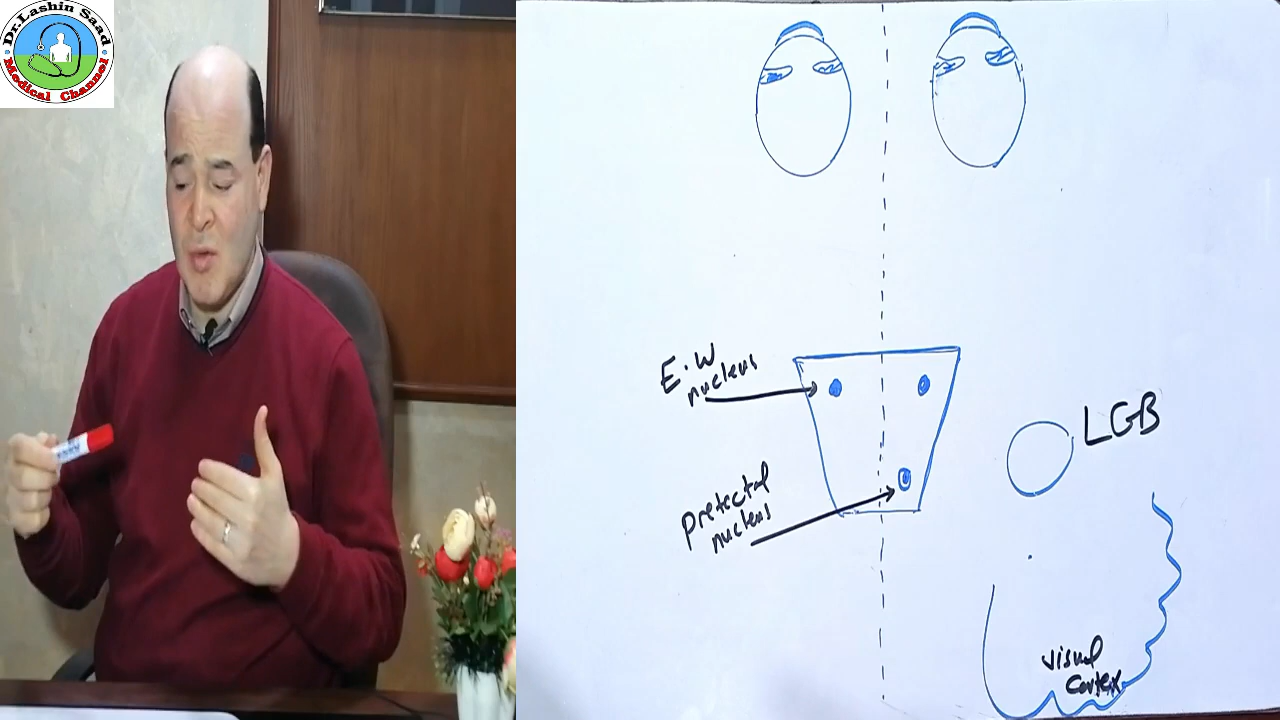 Dr.Lashin Saad
Medical Channel
E.W
nucleus
pretectal
nucleus
LGB
visual
cortex